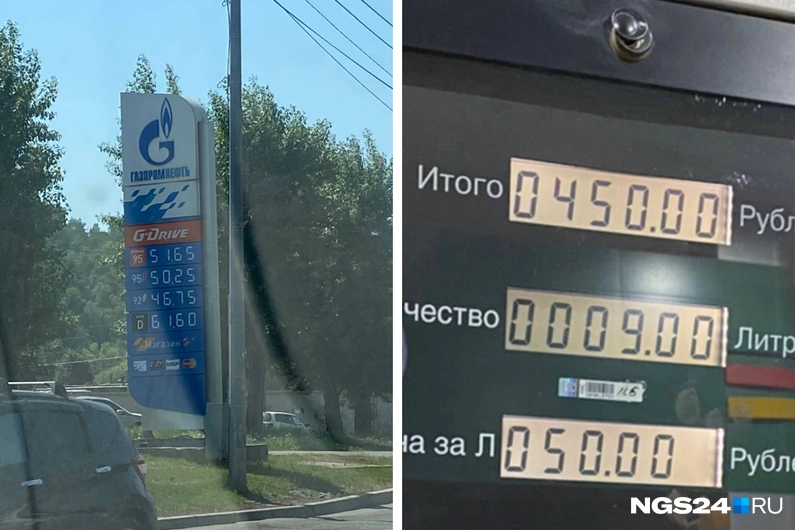 ГАЗПРОМНЕФТЬ
G-DRIVE
95 51.65
95 50.25
92 46.75
D 61.60
Магазин
Итого 0450.00 Рубл
чество 0009.00 Литр
на за Л 050.00 Рубле
NGS24 RU